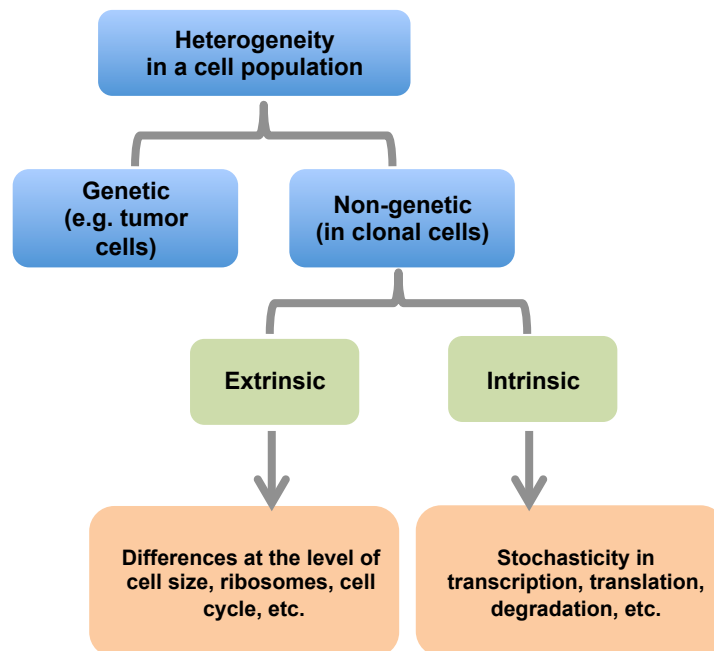 Heterogeneity
in a cell population
Genetic
(e.g. tumor
cells)
Non-genetic
(in clonal cells)
Extrinsic
Intrinsic
Differences at the level of
cell size, ribosomes, cell
cycle, etc.
Stochasticity in
transcription, translation,
degradation, etc.